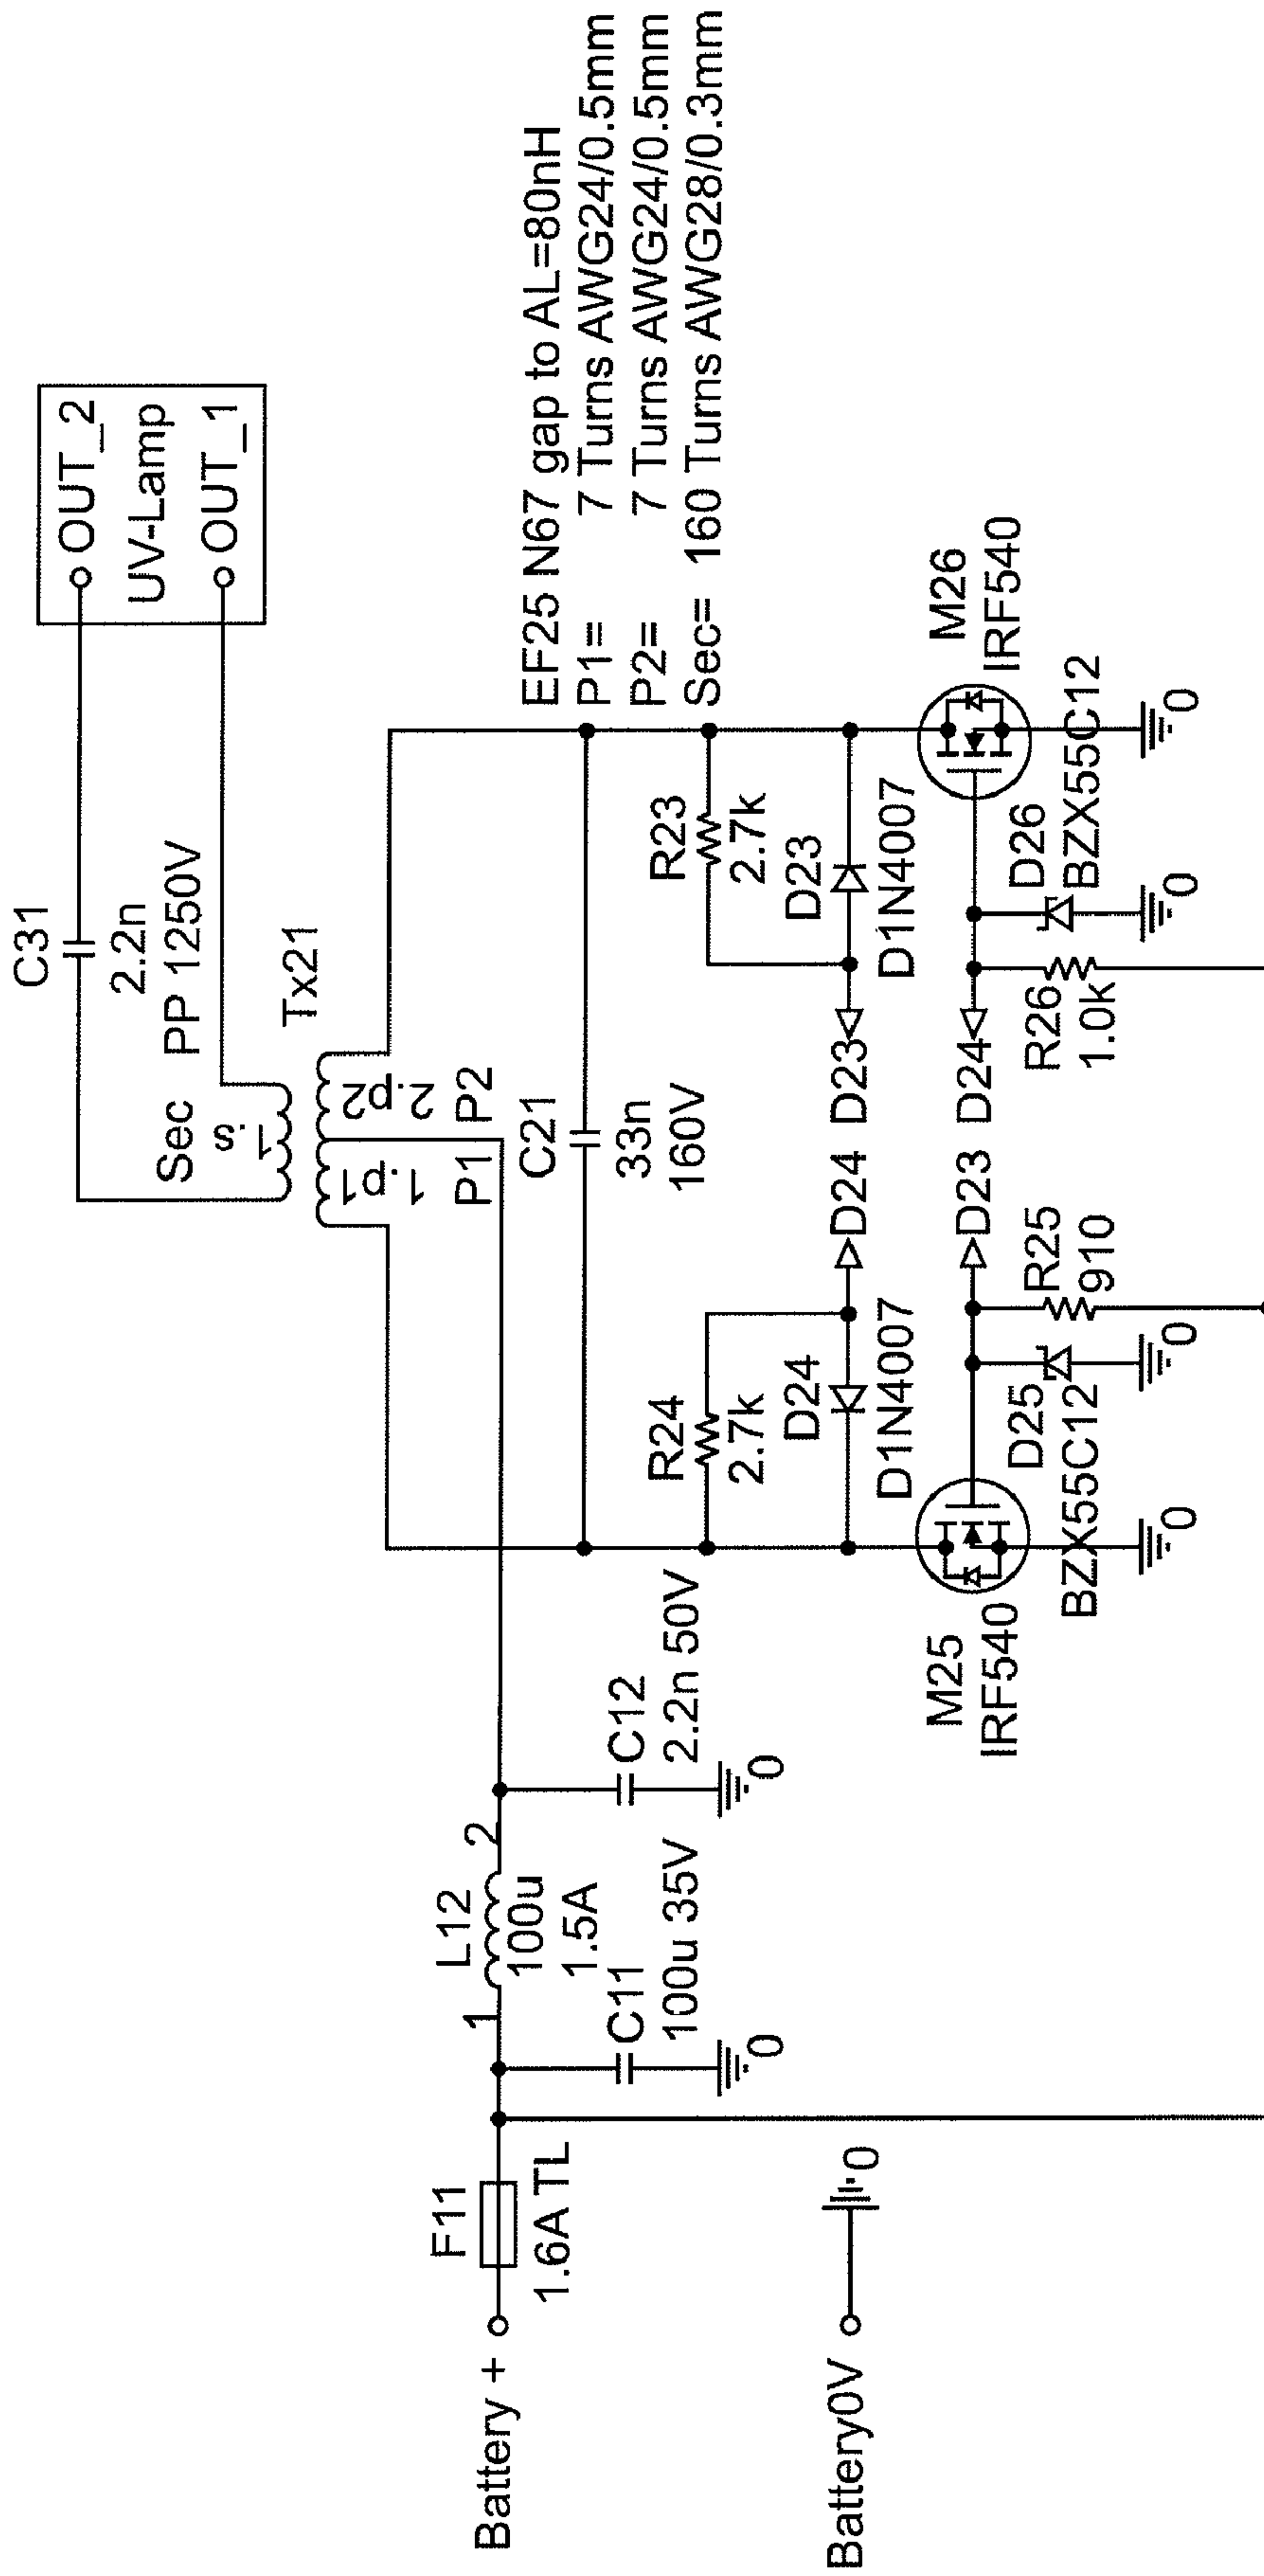 C31
2.2n
PP 1250V
OUT_2
UV-Lamp
OUT_1
Sec
1.s
Tx21
1.p1
2.p2
P1
P2
EF25 N67 gap to AL=80nH
P1= 7 Turns AWG24/0.5mm
P2= 7 Turns AWG24/0.5mm
Sec= 160 Turns AWG28/0.3mm
Battery +
F11
1.6A TL
1
L12
2
100u
1.5A
C11
100u 35V
0
C12
2.2n 50V
0
C21
33n
160V
R24
2.7k
R23
2.7k
D24
D1N4007
D24
D23
D23
D1N4007
Battery0V
0
M25
IRF540
D23
D24
M26
IRF540
D25
BZX55C12
R25
910
R26
1.0k
D26
BZX55C12
0
0
0
0